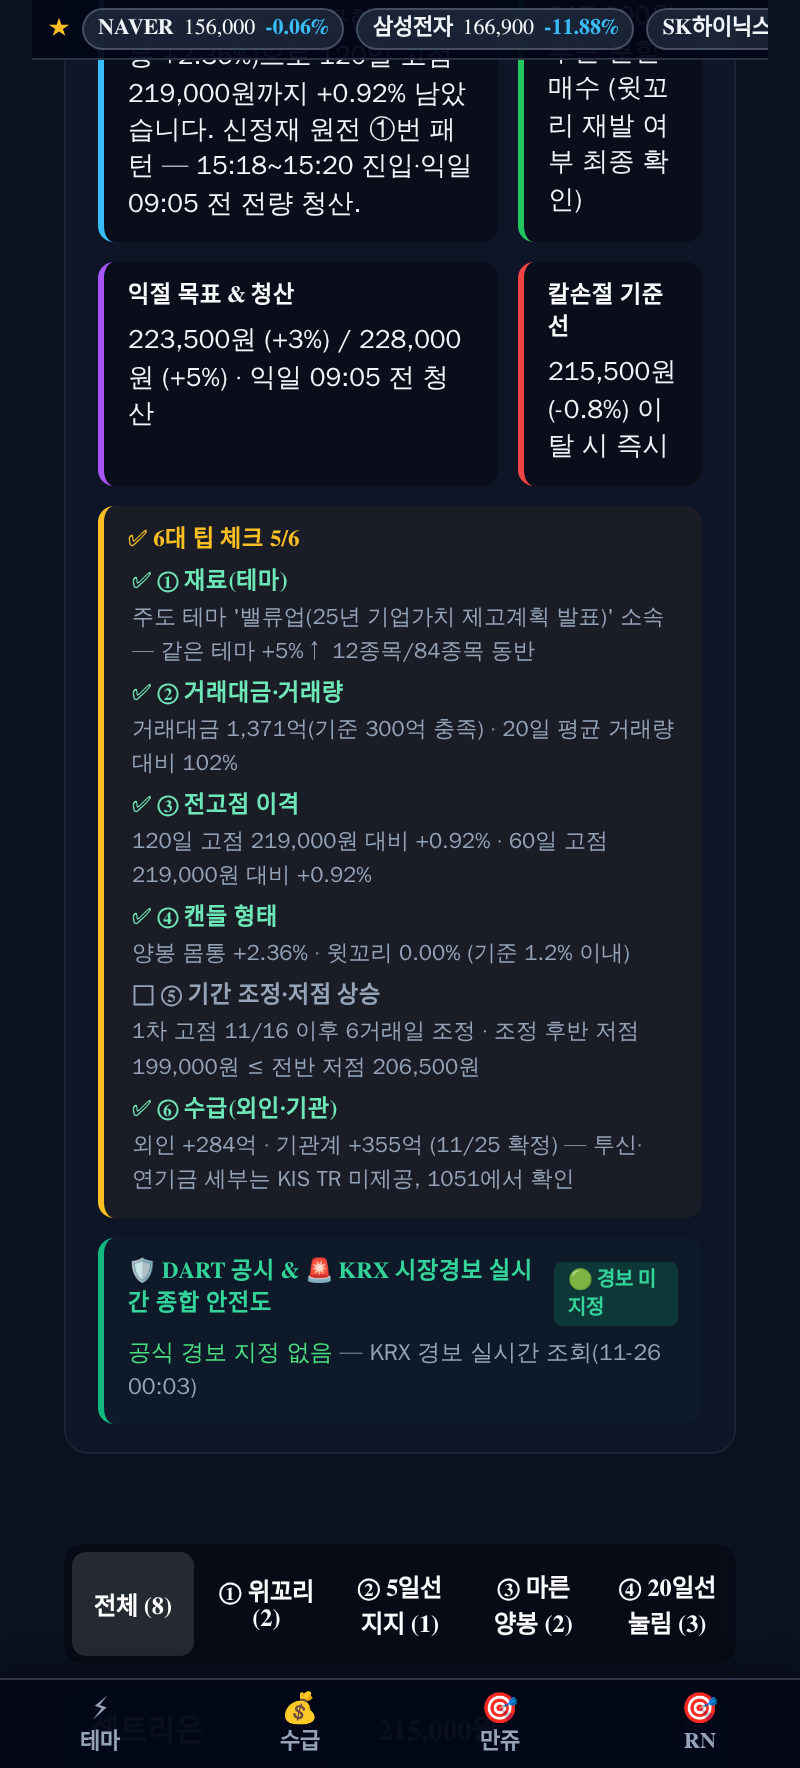 ★ NAVER 156,000 -0.06% 삼성전자 166,900 -11.88% SK하이닉스
219,000원까지 +0.92% 남았
습니다. 신정재 원전 ①번 패
턴 — 15:18~15:20 진입·익일
09:05 전 전량 청산.
매수 (윗꼬
리 재발 여
부 최종 확
인)
익절 목표 & 청산
223,500원 (+3%) / 228,000
원 (+5%) · 익일 09:05 전 청
산
칼손절 기준
선
215,500원
(-0.8%) 이
탈 시 즉시
✅ 6대 팁 체크 5/6
✅ ① 재료(테마)
주도 테마 '밸류업(25년 기업가치 제고계획 발표)' 소속
— 같은 테마 +5%↑ 12종목/84종목 동반
✅ ② 거래대금·거래량
거래대금 1,371억(기준 300억 충족) · 20일 평균 거래량
대비 102%
✅ ③ 전고점 이격
120일 고점 219,000원 대비 +0.92% · 60일 고점
219,000원 대비 +0.92%
✅ ④ 캔들 형태
양봉 몸통 +2.36% · 윗꼬리 0.00% (기준 1.2% 이내)
☐ ⑤ 기간 조정·저점 상승
1차 고점 11/16 이후 6거래일 조정 · 조정 후반 저점
199,000원 ≤ 전반 저점 206,500원
✅ ⑥ 수급(외인·기관)
외인 +284억 · 기관계 +355억 (11/25 확정) — 투신·
연기금 세부는 KIS TR 미제공, 1051에서 확인
🛡️ DART 공시 & 🚨 KRX 시장경보 실시
간 종합 안전도
🟢 경보 미
지정
공식 경보 지정 없음 — KRX 경보 실시간 조회(11-26
00:03)
전체 (8)
① 위꼬리
(2)
② 5일선
지지 (1)
③ 마른
양봉 (2)
④ 20일선
눌림 (3)
⚡ 테마
💰 수급
🎯 만쥬
🎯 RN